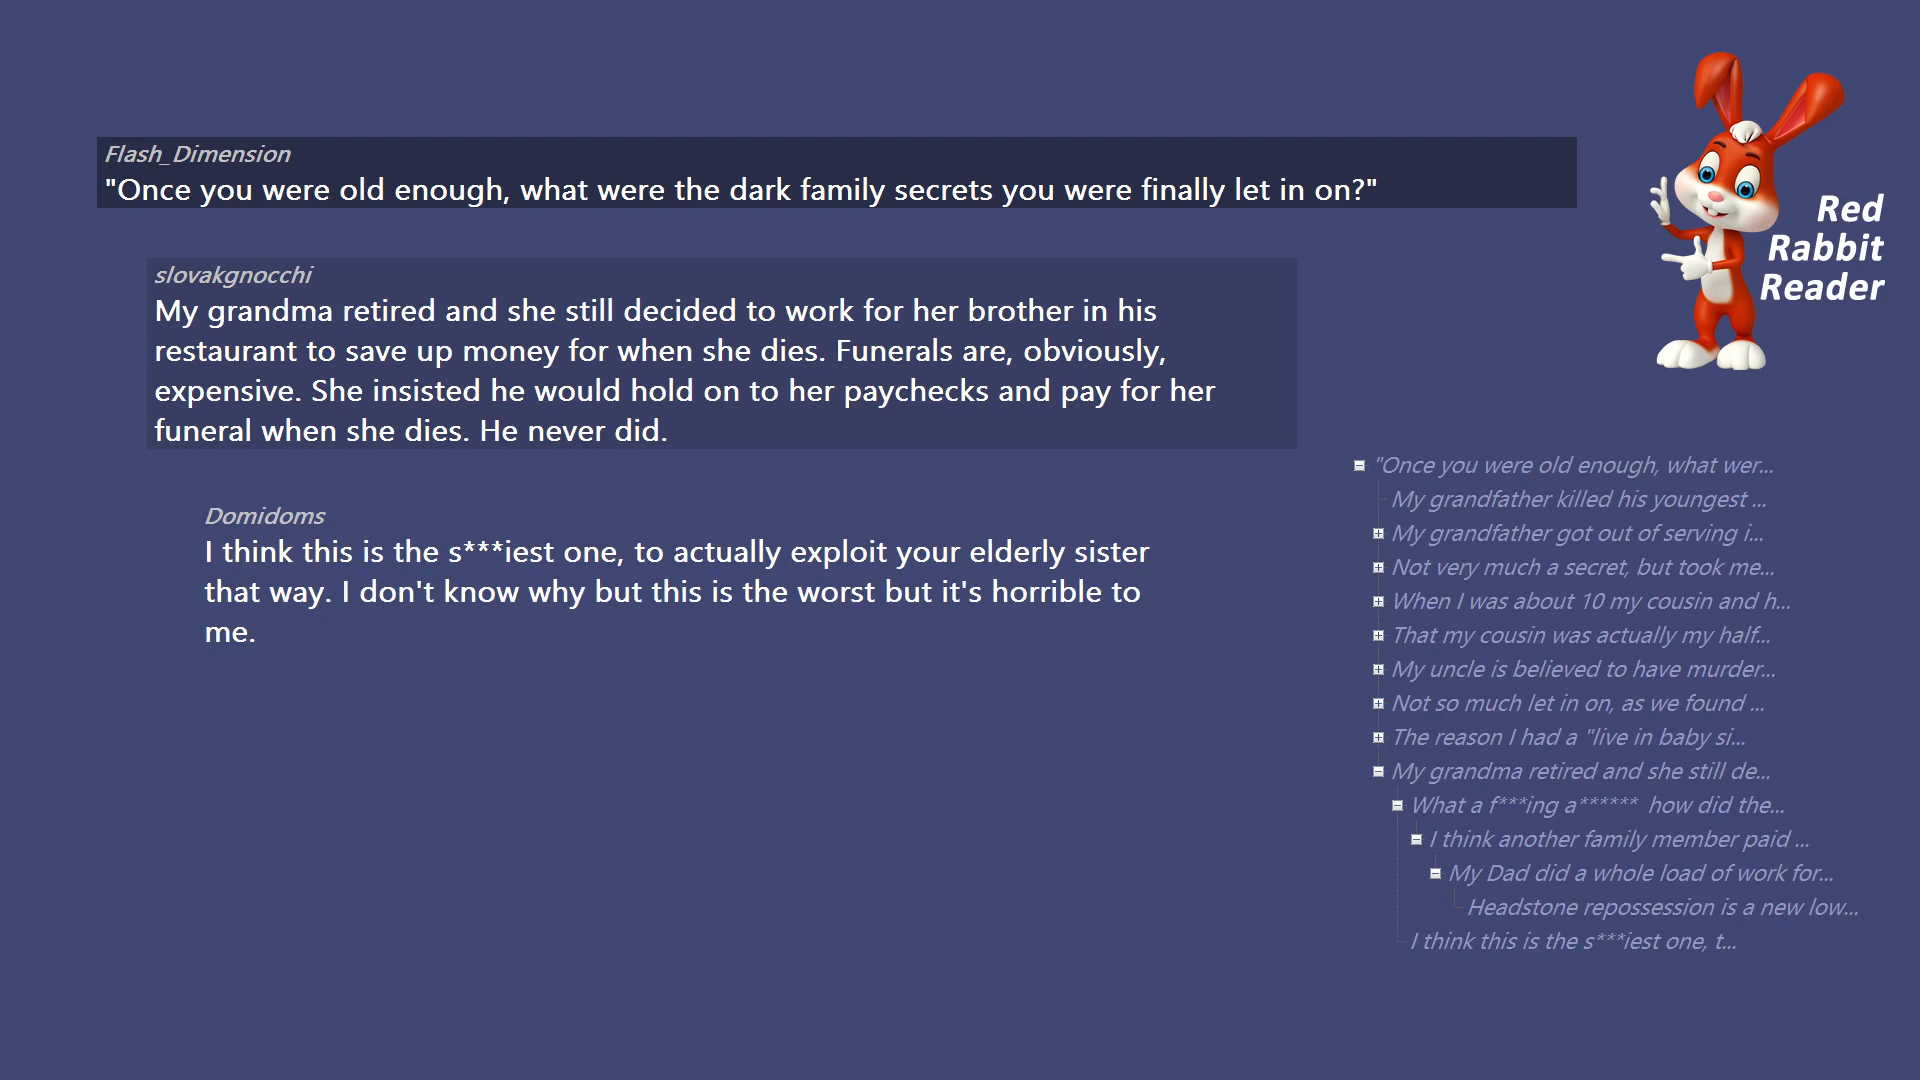 Flash_Dimension
"Once you were old enough, what were the dark family secrets you were finally let in on?"
slovakgnocchi
My grandma retired and she still decided to work for her brother in his
restaurant to save up money for when she dies. Funerals are, obviously,
expensive. She insisted he would hold on to her paychecks and pay for her
funeral when she dies. He never did.
Domidoms
I think this is the s***iest one, to actually exploit your elderly sister
that way. I don't know why but this is the worst but it's horrible to
me.
Red
Rabbit
Reader
"Once you were old enough, what wer...
My grandfather killed his youngest ...
My grandfather got out of serving i...
Not very much a secret, but took me...
When I was about 10 my cousin and h...
That my cousin was actually my half...
My uncle is believed to have murder...
Not so much let in on, as we found ...
The reason I had a "live in baby si...
My grandma retired and she still de...
What a f***ing a****** how did the...
I think another family member paid ...
My Dad did a whole load of work for...
Headstone repossession is a new low...
I think this is the s***iest one, t...